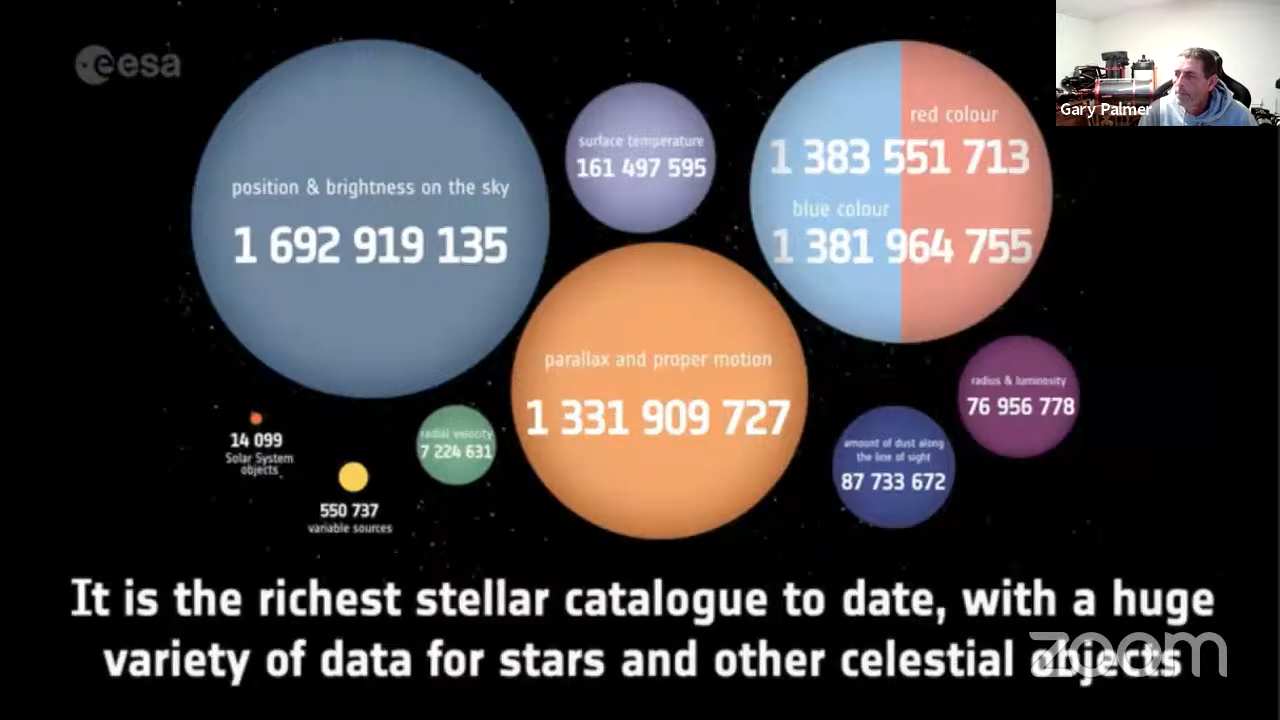 eesa
Gary Palmer
position & brightness on the sky
1 692 919 135
surface temperature
161 497 595
red colour
1 383 551 713
blue colour
1 381 964 755
parallax and proper motion
1 331 909 727
radius & luminosity
76 956 778
amount of dust along
the line of sight
87 733 672
radial velocity
7 224 631
14 099
Solar System
objects
550 737
variable sources
It is the richest stellar catalogue to date, with a huge
variety of data for stars and other celestial objects
zoom